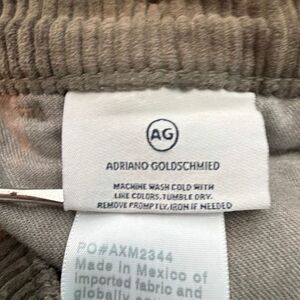 AG
ADRIANO GOLDSCHMIED
MACHINE WASH COLD WITH
LIKE COLORS. TUMBLE DRY.
REMOVE PROMPTLY. IRON IF NEEDED
PO#AXM2344
Made in Mexico of
imported fabric and
globally